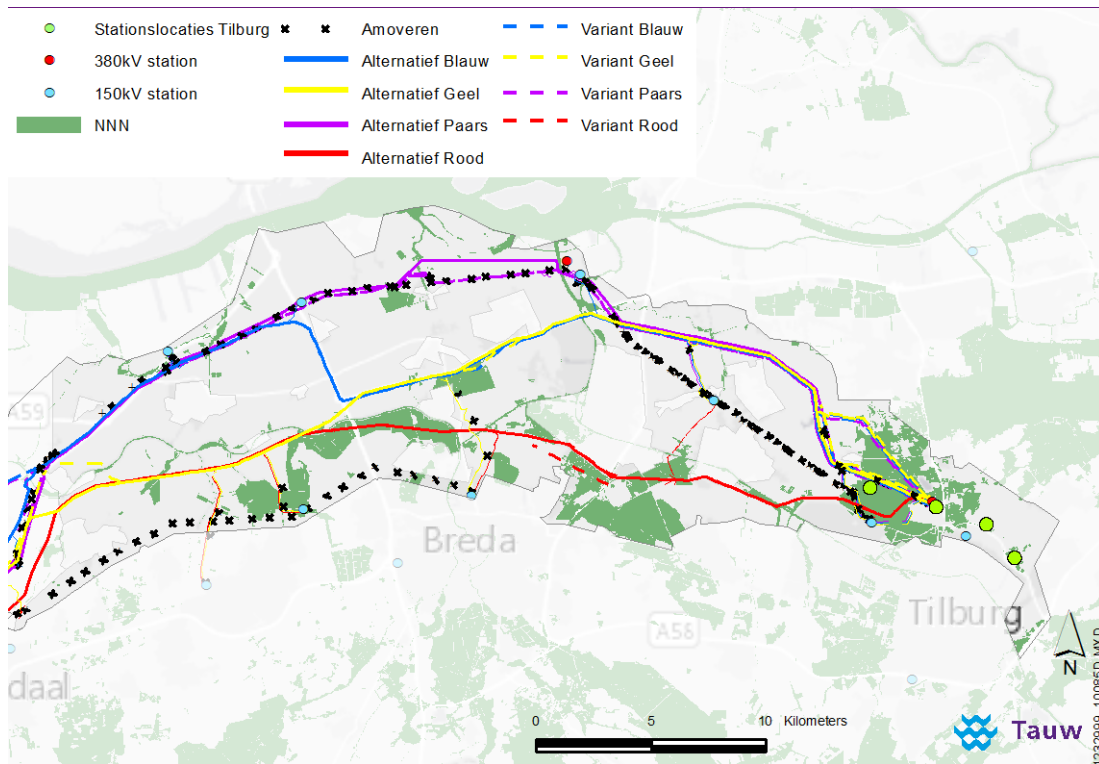 Stationslocaties Tilburg
Amoveren
Variant Blauw
380kV station
Alternatief Blauw
Variant Geel
150kV station
Alternatief Geel
Variant Paars
NNN
Alternatief Paars
Variant Rood
Alternatief Rood
A59
Breda
A58
Tilburg
daal
N
0 5 10 Kilometers
Tauw